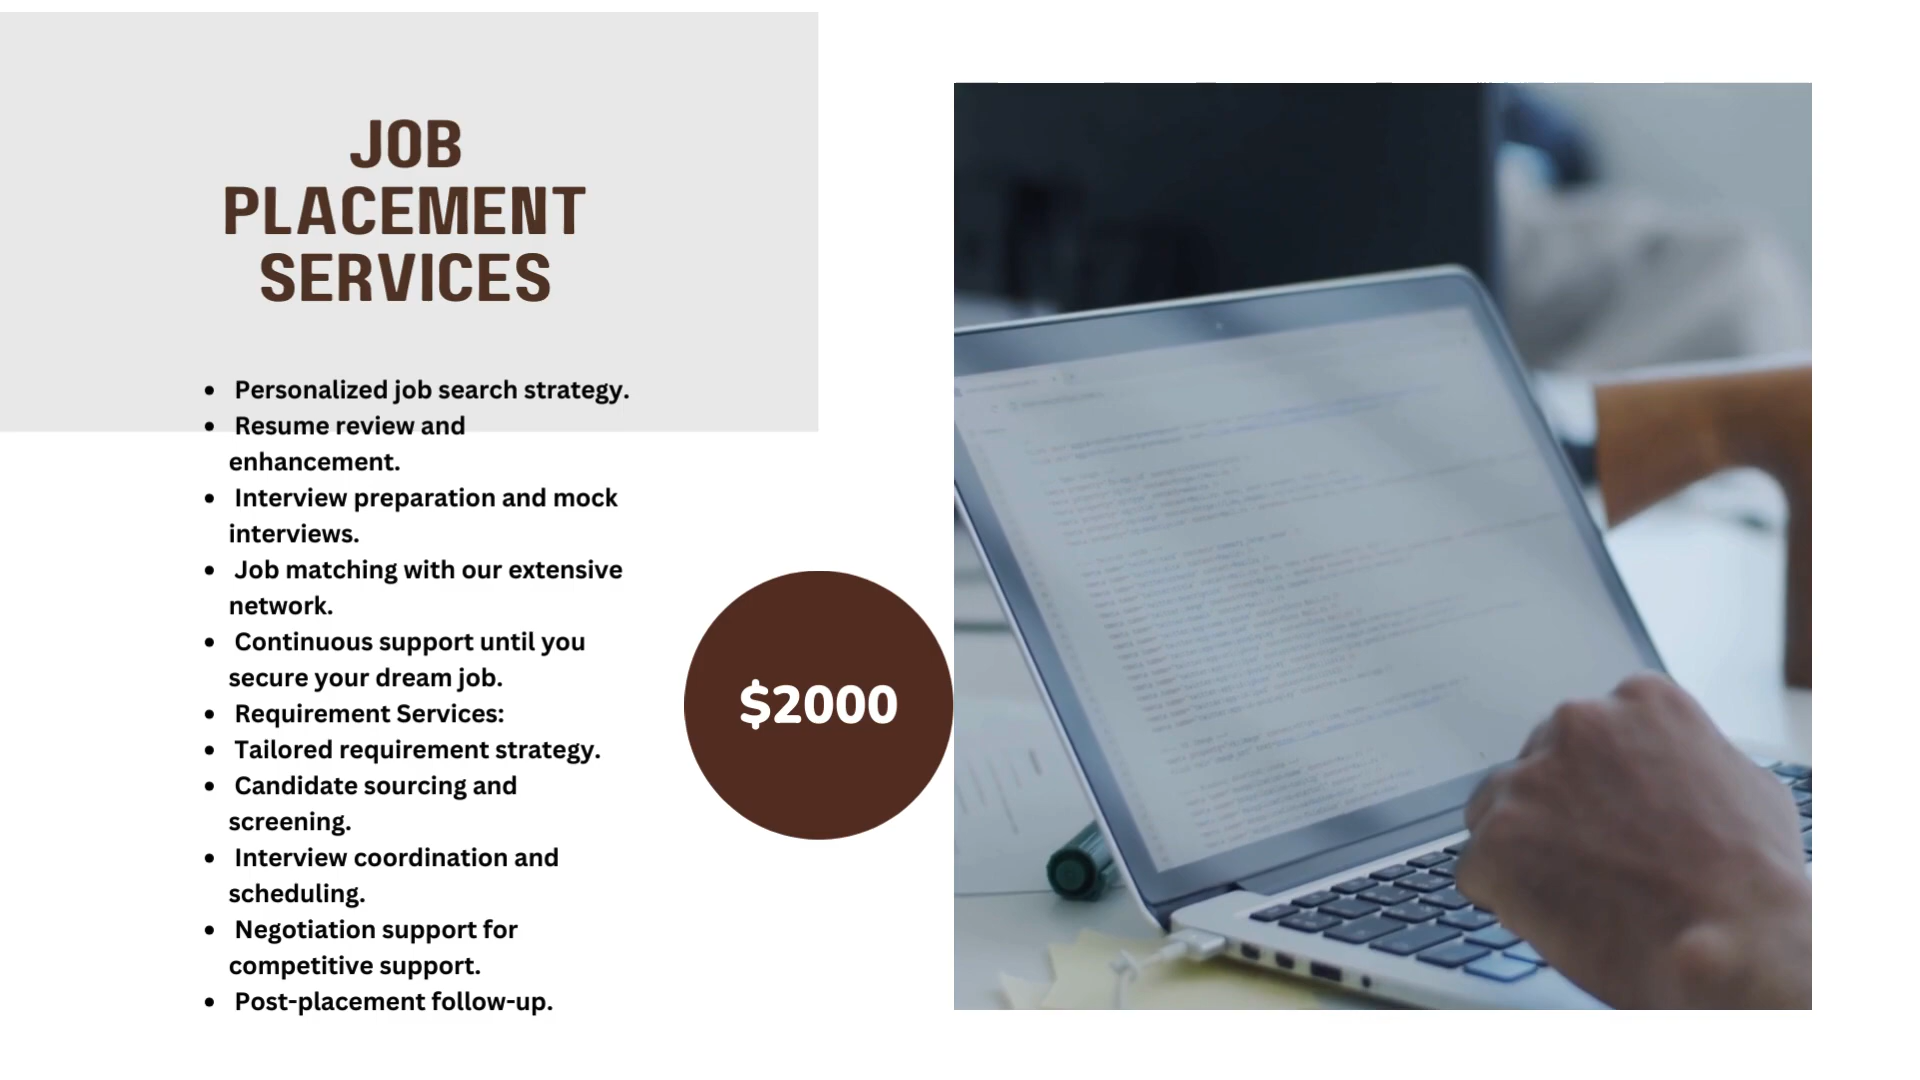 JOB
PLACEMENT
SERVICES
• Personalized job search strategy.
• Resume review and
enhancement.
• Interview preparation and mock
interviews.
• Job matching with our extensive
network.
• Continuous support until you
secure your dream job.
• Requirement Services:
• Tailored requirement strategy.
• Candidate sourcing and
screening.
• Interview coordination and
scheduling.
• Negotiation support for
competitive support.
• Post-placement follow-up.
$2000